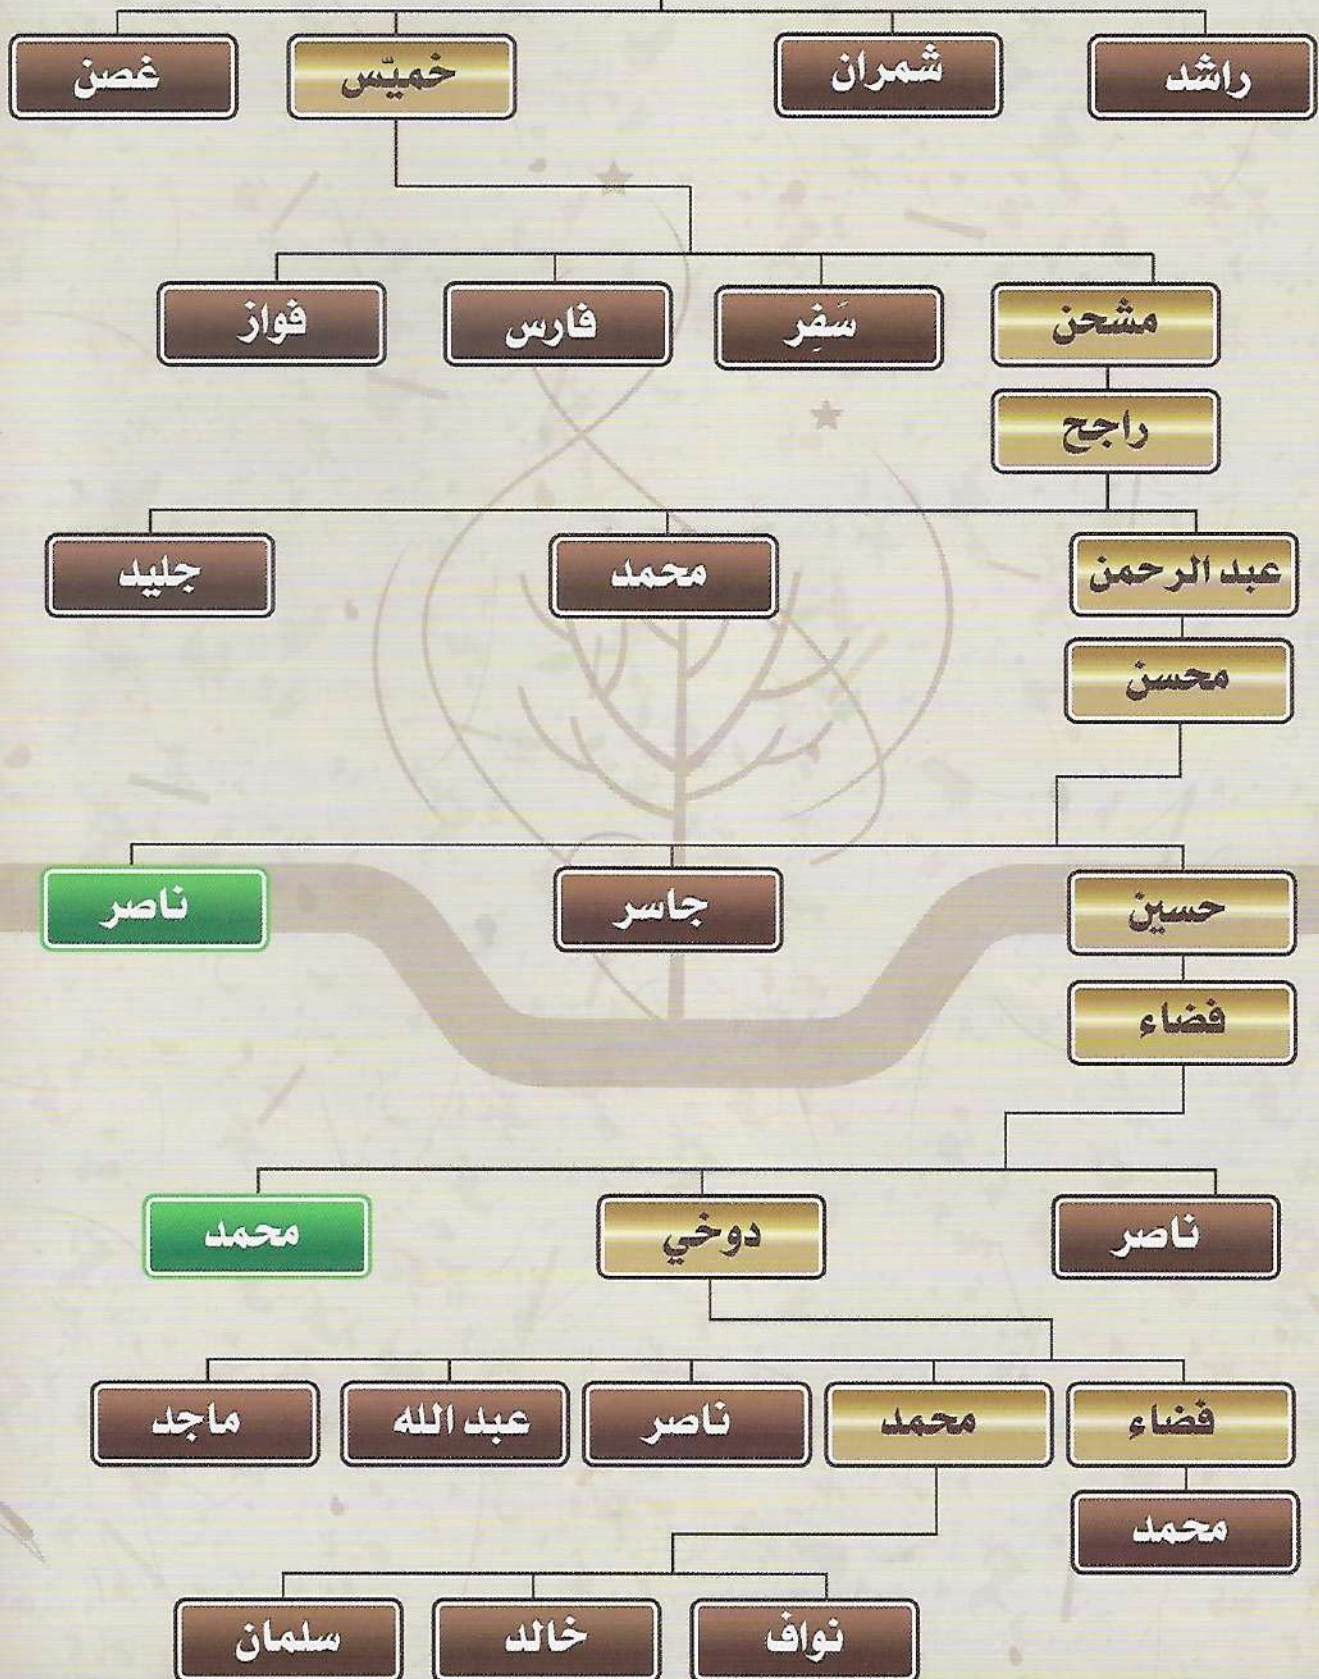 راشد شمران خميّس غصن
مشحن سَفِر فارس فواز
راجح
عبد الرحمن محمد جليد
محسن
حسين جاسر ناصر
فضاء
ناصر دوخي محمد
فضاء محمد ناصر عبد الله ماجد
محمد
نواف خالد سلمان